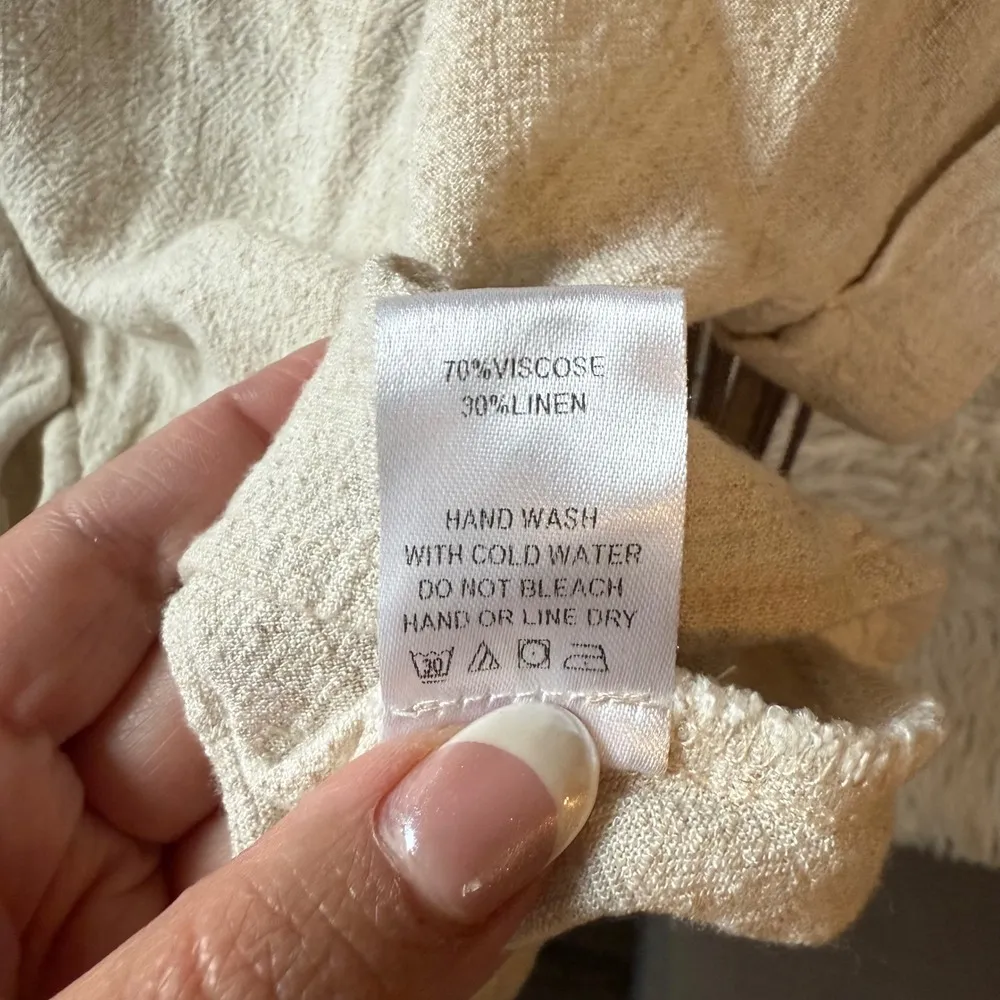 70%VISCOSE
30%LINEN
HAND WASH
WITH COLD WATER
DO NOT BLEACH
HAND OR LINE DRY
30